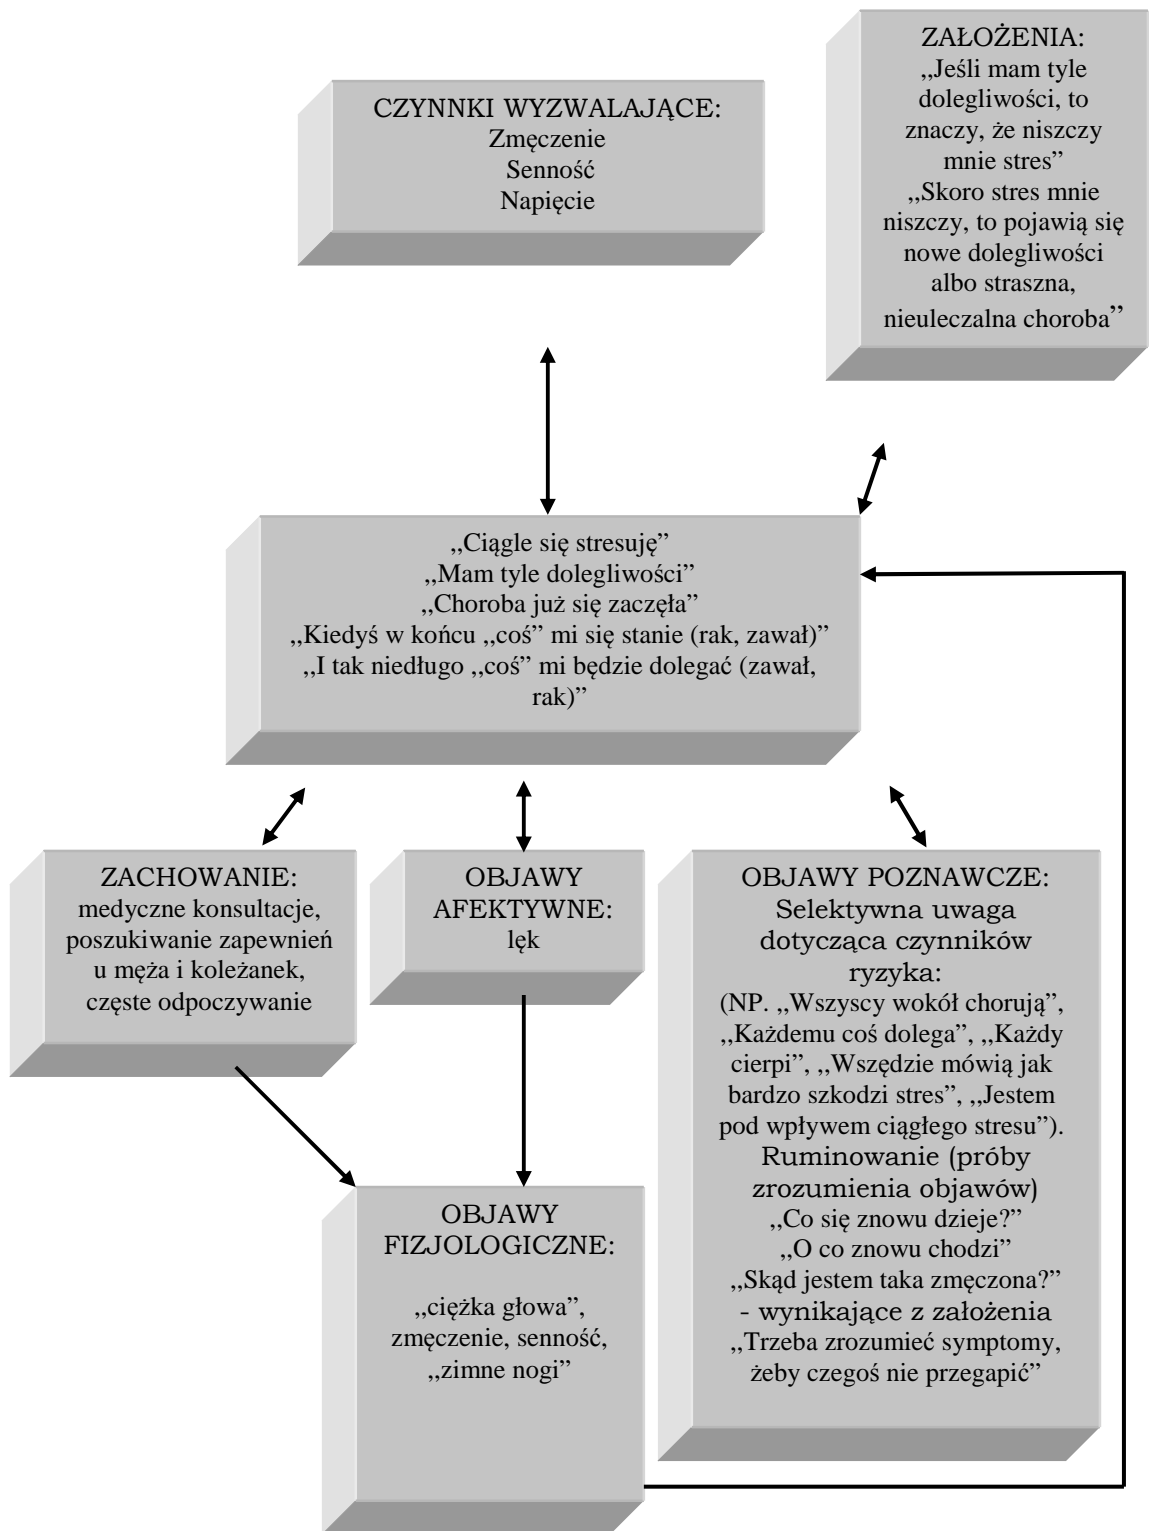 CZYNNKI WYZWALAJĄCE:
Zmęczenie
Senność
Napięcie
ZAŁOŻENIA:
,,Jeśli mam tyle
dolegliwości, to
znaczy, że niszczy
mnie stres”
,,Skoro stres mnie
niszczy, to pojawią się
nowe dolegliwości
albo straszna,
nieuleczalna choroba”
,,Ciągle się stresuję”
,,Mam tyle dolegliwości”
,,Choroba już się zaczęła”
,,Kiedyś w końcu ,,coś” mi się stanie (rak, zawał)”
,,I tak niedługo ,,coś” mi będzie dolegać (zawał,
rak)”
ZACHOWANIE:
medyczne konsultacje,
poszukiwanie zapewnień
u męża i koleżanek,
częste odpoczywanie
OBJAWY
AFEKTYWNE:
lęk
OBJAWY POZNAWCZE:
Selektywna uwaga
dotycząca czynników
ryzyka:
(NP. ,,Wszyscy wokół chorują”,
,,Każdemu coś dolega”, ,,Każdy
cierpi”, ,,Wszędzie mówią jak
bardzo szkodzi stres”, ,,Jestem
pod wpływem ciągłego stresu”).
Ruminowanie (próby
zrozumienia objawów)
,,Co się znowu dzieje?”
,,O co znowu chodzi”
,,Skąd jestem taka zmęczona?”
- wynikające z założenia
,,Trzeba zrozumieć symptomy,
żeby czegoś nie przegapić”
OBJAWY
FIZJOLOGICZNE:
,,ciężka głowa”,
zmęczenie, senność,
,,zimne nogi”